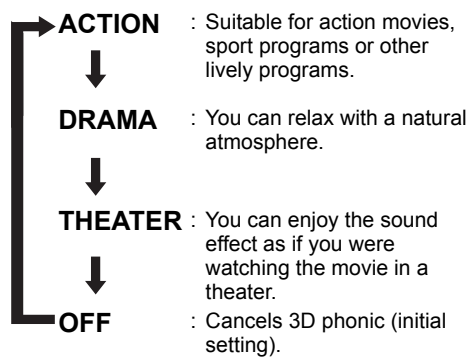 ACTION : Suitable for action movies,
sport programs or other
lively programs.
DRAMA : You can relax with a natural
atmosphere.
THEATER : You can enjoy the sound
effect as if you were
watching the movie in a
theater.
OFF : Cancels 3D phonic (initial
setting).